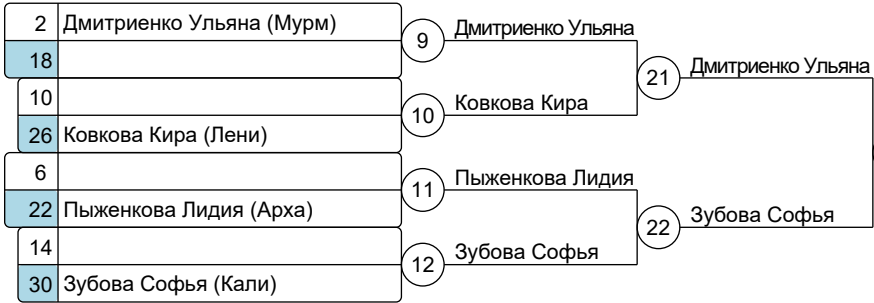 2 Дмитриенко Ульяна (Мурм)
18
9 Дмитриенко Ульяна
10
26 Ковкова Кира (Лени)
10 Ковкова Кира
21 Дмитриенко Ульяна
6
22 Пыженкова Лидия (Арха)
11 Пыженкова Лидия
14
30 Зубова Софья (Кали)
12 Зубова Софья
22 Зубова Софья